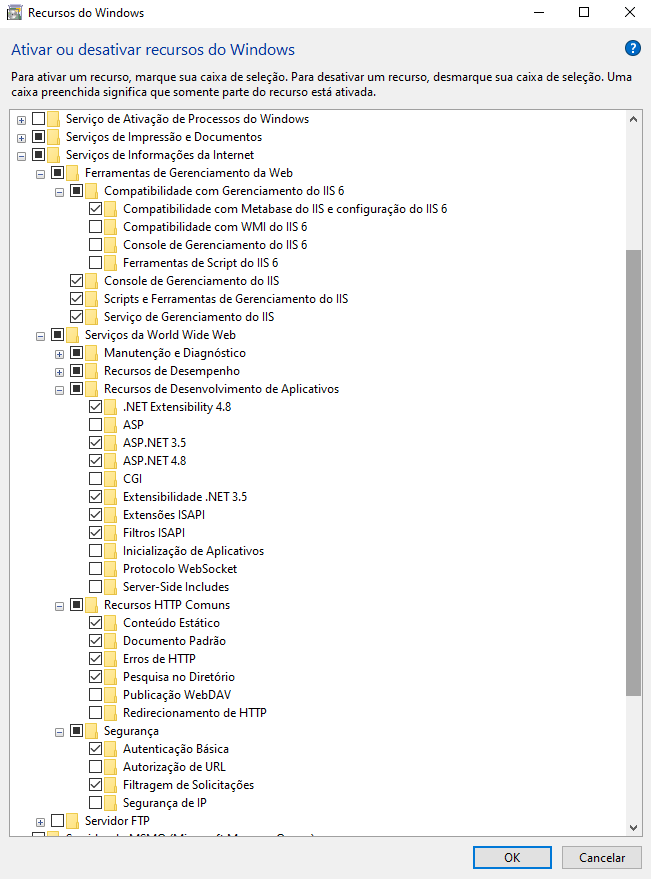 Recursos do Windows
Ativar ou desativar recursos do Windows
?
Para ativar um recurso, marque sua caixa de seleção. Para desativar um recurso, desmarque sua caixa de seleção. Uma
caixa preenchida significa que somente parte do recurso está ativada.
Serviço de Ativação de Processos do Windows
Serviços de Impressão e Documentos
Serviços de Informações da Internet
Ferramentas de Gerenciamento da Web
Compatibilidade com Gerenciamento do IIS 6
Compatibilidade com Metabase do IIS e configuração do IIS 6
Compatibilidade com WMI do IIS 6
Console de Gerenciamento do IIS 6
Ferramentas de Script do IIS 6
Console de Gerenciamento do IIS
Scripts e Ferramentas de Gerenciamento do IIS
Serviço de Gerenciamento do IIS
Serviços da World Wide Web
Manutenção e Diagnóstico
Recursos de Desempenho
Recursos de Desenvolvimento de Aplicativos
.NET Extensibility 4.8
ASP
ASP.NET 3.5
ASP.NET 4.8
CGI
Extensibilidade .NET 3.5
Extensões ISAPI
Filtros ISAPI
Inicialização de Aplicativos
Protocolo WebSocket
Server-Side Includes
Recursos HTTP Comuns
Conteúdo Estático
Documento Padrão
Erros de HTTP
Pesquisa no Diretório
Publicação WebDAV
Redirecionamento de HTTP
Segurança
Autenticação Básica
Autorização de URL
Filtragem de Solicitações
Segurança de IP
Servidor FTP
OK
Cancelar